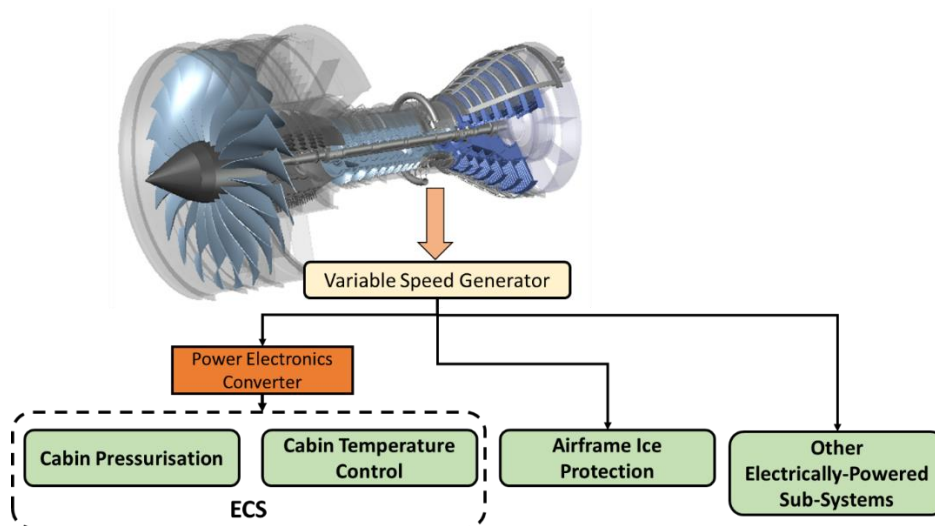 Variable Speed Generator
Power Electronics
Converter
Cabin Pressurisation
Cabin Temperature
Control
Airframe Ice
Protection
Other
Electrically-Powered
Sub-Systems
ECS